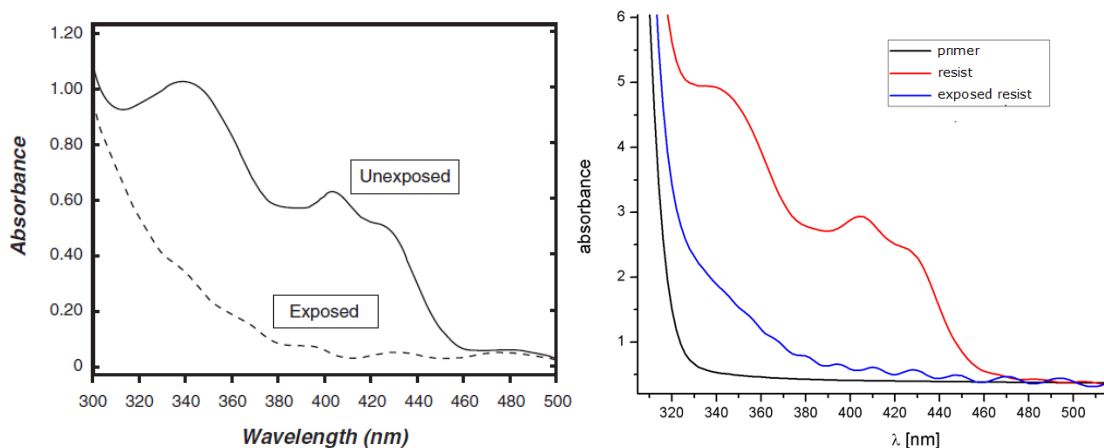 1.20
1.00
0.80
0.60
0.40
0.20
0
Absorbance
Unexposed
Exposed
300 320 340 360 380 400 420 440 460 480 500
Wavelength (nm)
6
5
4
3
2
1
absorbance
primer
resist
exposed resist
320 340 360 380 400 420 440 460 480 500
λ [nm]